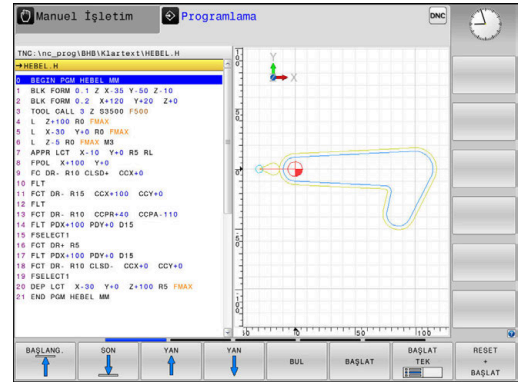 Manuel İşletim
Programlama
DNC
TNC:\nc_prog\BHB\Klartext\HEBEL.H
→HEBEL.H
0 BEGIN PGM HEBEL MM
1 BLK FORM 0.1 Z X-35 Y-50 Z-10
2 BLK FORM 0.2 X+120 Y+20 Z+0
3 TOOL CALL 3 Z S3500 F500
4 L Z+100 R0 FMAX
5 L X-30 Y+0 R0 FMAX
6 L Z-5 R0 FMAX M3
7 APPR LCT X-10 Y+0 R5 RL
8 FPOL X+100 Y+0
9 FC DR- R10 CLSD+ CCX+0
10 FLT
11 FCT DR- R15 CCX+100 CCY+0
12 FLT
13 FCT DR- R10 CCPR+40 CCPA-110
14 FLT PDX+100 PDY+0 D15
15 FSELECT1
16 FCT DR+ R5
17 FLT PDX+100 PDY+0 D15
18 FCT DR- R10 CLSD- CCX+0 CCY+0
19 FSELECT1
20 DEP LCT X-30 Y+0 Z+100 R5 FMAX
21 END PGM HEBEL MM
Y
X
0
50
100
BAŞLANG.
SON
YAN
YAN
BUL
BAŞLAT
BAŞLAT
TEK
RESET
+
BAŞLAT